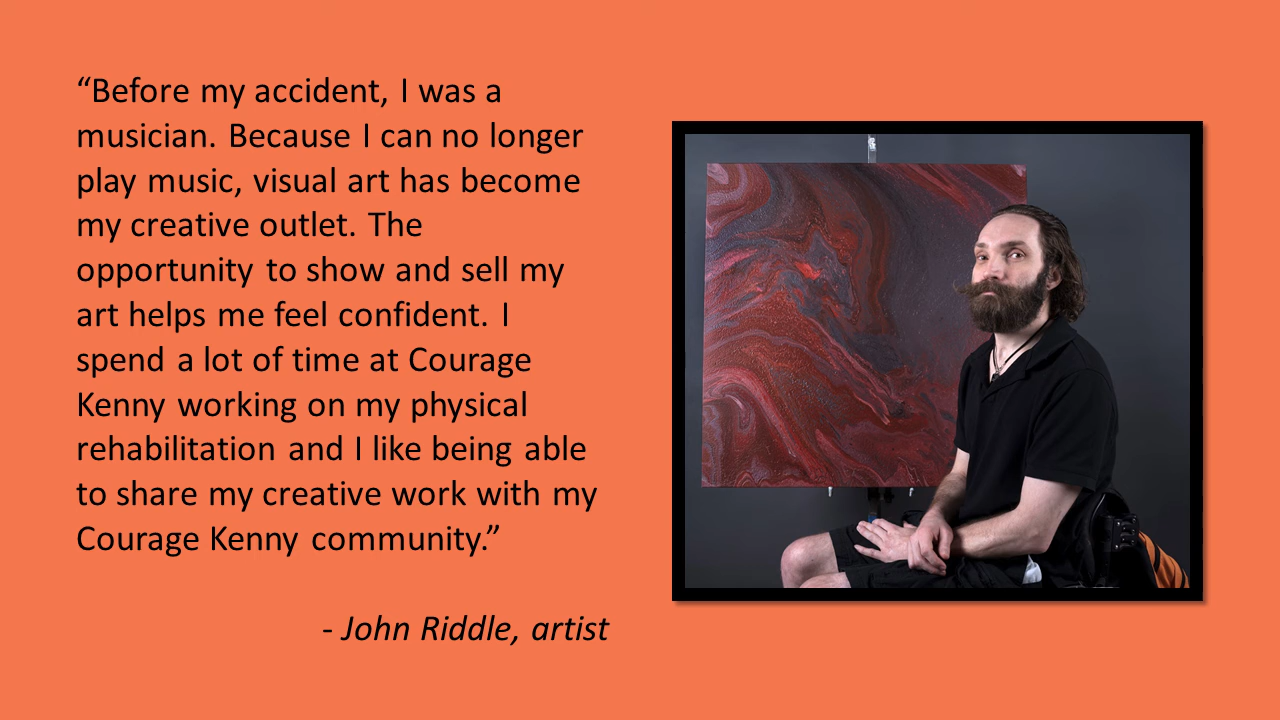 “Before my accident, I was a
musician. Because I can no longer
play music, visual art has become
my creative outlet. The
opportunity to show and sell my
art helps me feel confident. I
spend a lot of time at Courage
Kenny working on my physical
rehabilitation and I like being able
to share my creative work with my
Courage Kenny community.”
- John Riddle, artist